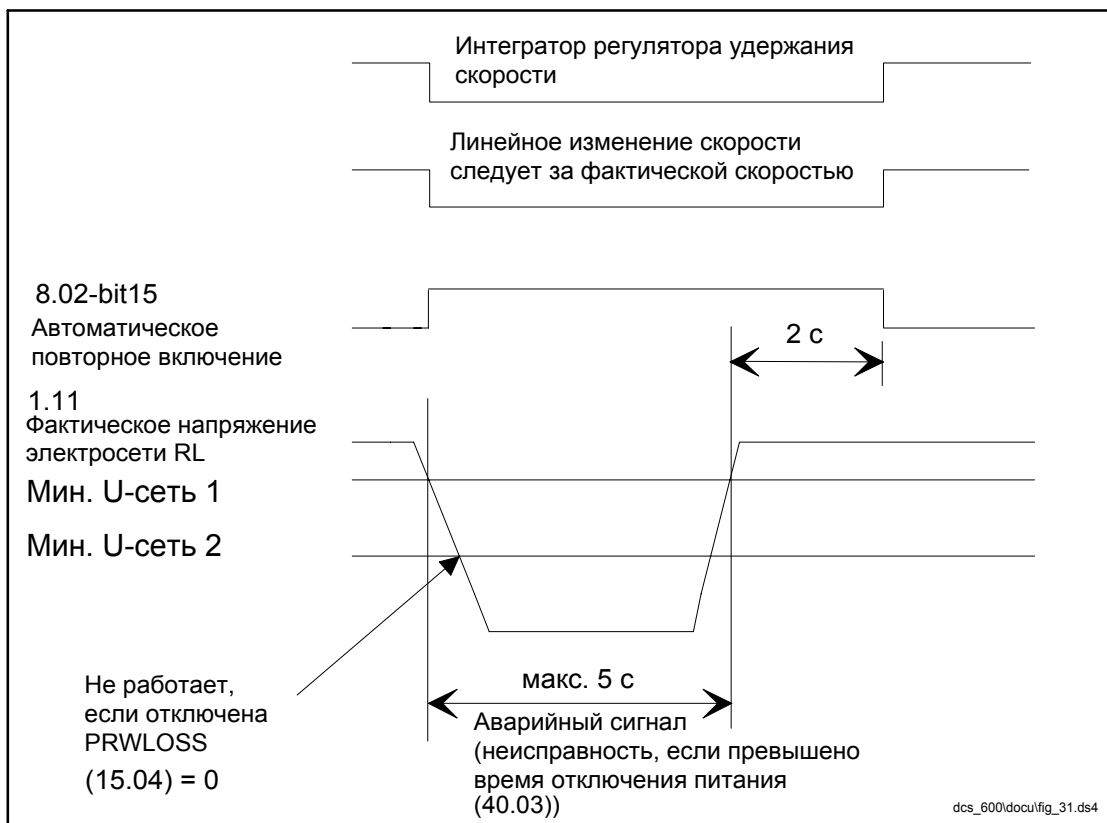 Интегратор регулятора удержания
скорости
Линейное изменение скорости
следует за фактической скоростью
8.02-bit15
Автоматическое
повторное включение
2 с
1.11
Фактическое напряжение
электросети RL
Мин. U-сеть 1
Мин. U-сеть 2
Не работает,
если отключена
PRWLOSS
(15.04) = 0
макс. 5 с
Аварийный сигнал
(неисправность, если превышено
время отключения питания
(40.03))
dcs_600\docu\fig_31.ds4